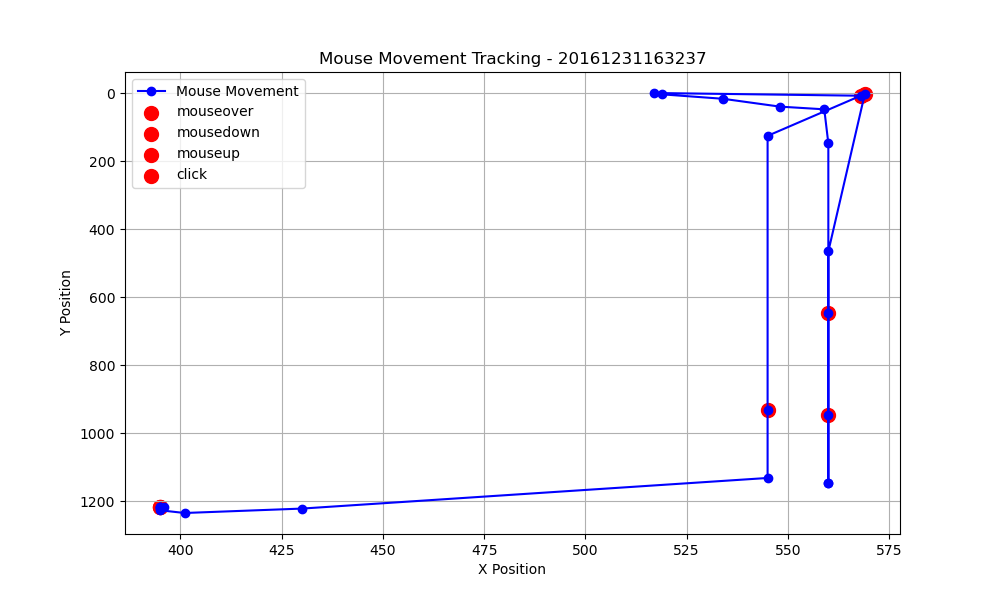 Mouse Movement Tracking - 20161231163237
Mouse Movement
mouseover
mousedown
mouseup
click
0
200
400
600
800
1000
1200
Y Position
400
425
450
475
500
525
550
575
X Position